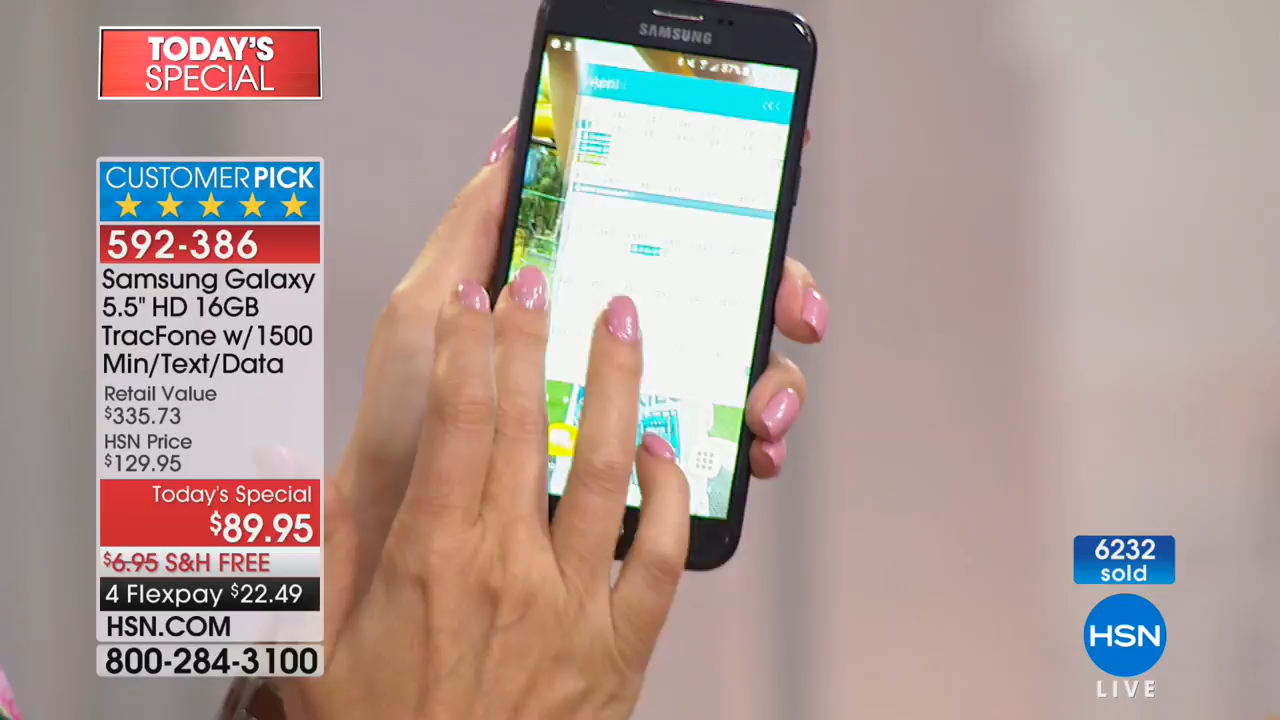 TODAY'S
SPECIAL
CUSTOMER PICK
592-386
Samsung Galaxy
5.5" HD 16GB
TracFone w/1500
Min/Text/Data
Retail Value
$335.73
HSN Price
$129.95
Today's Special
$89.95
$6.95 S&H FREE
4 Flexpay $22.49
HSN.COM
800-284-3100
SAMSUNG
87%
6232
sold
HSN
LIVE